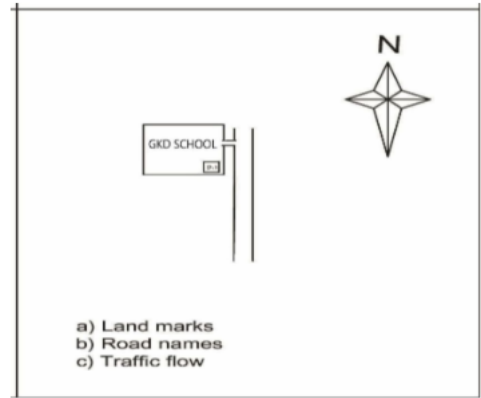 N
GKD SCHOOL
a) Land marks
b) Road names
c) Traffic flow